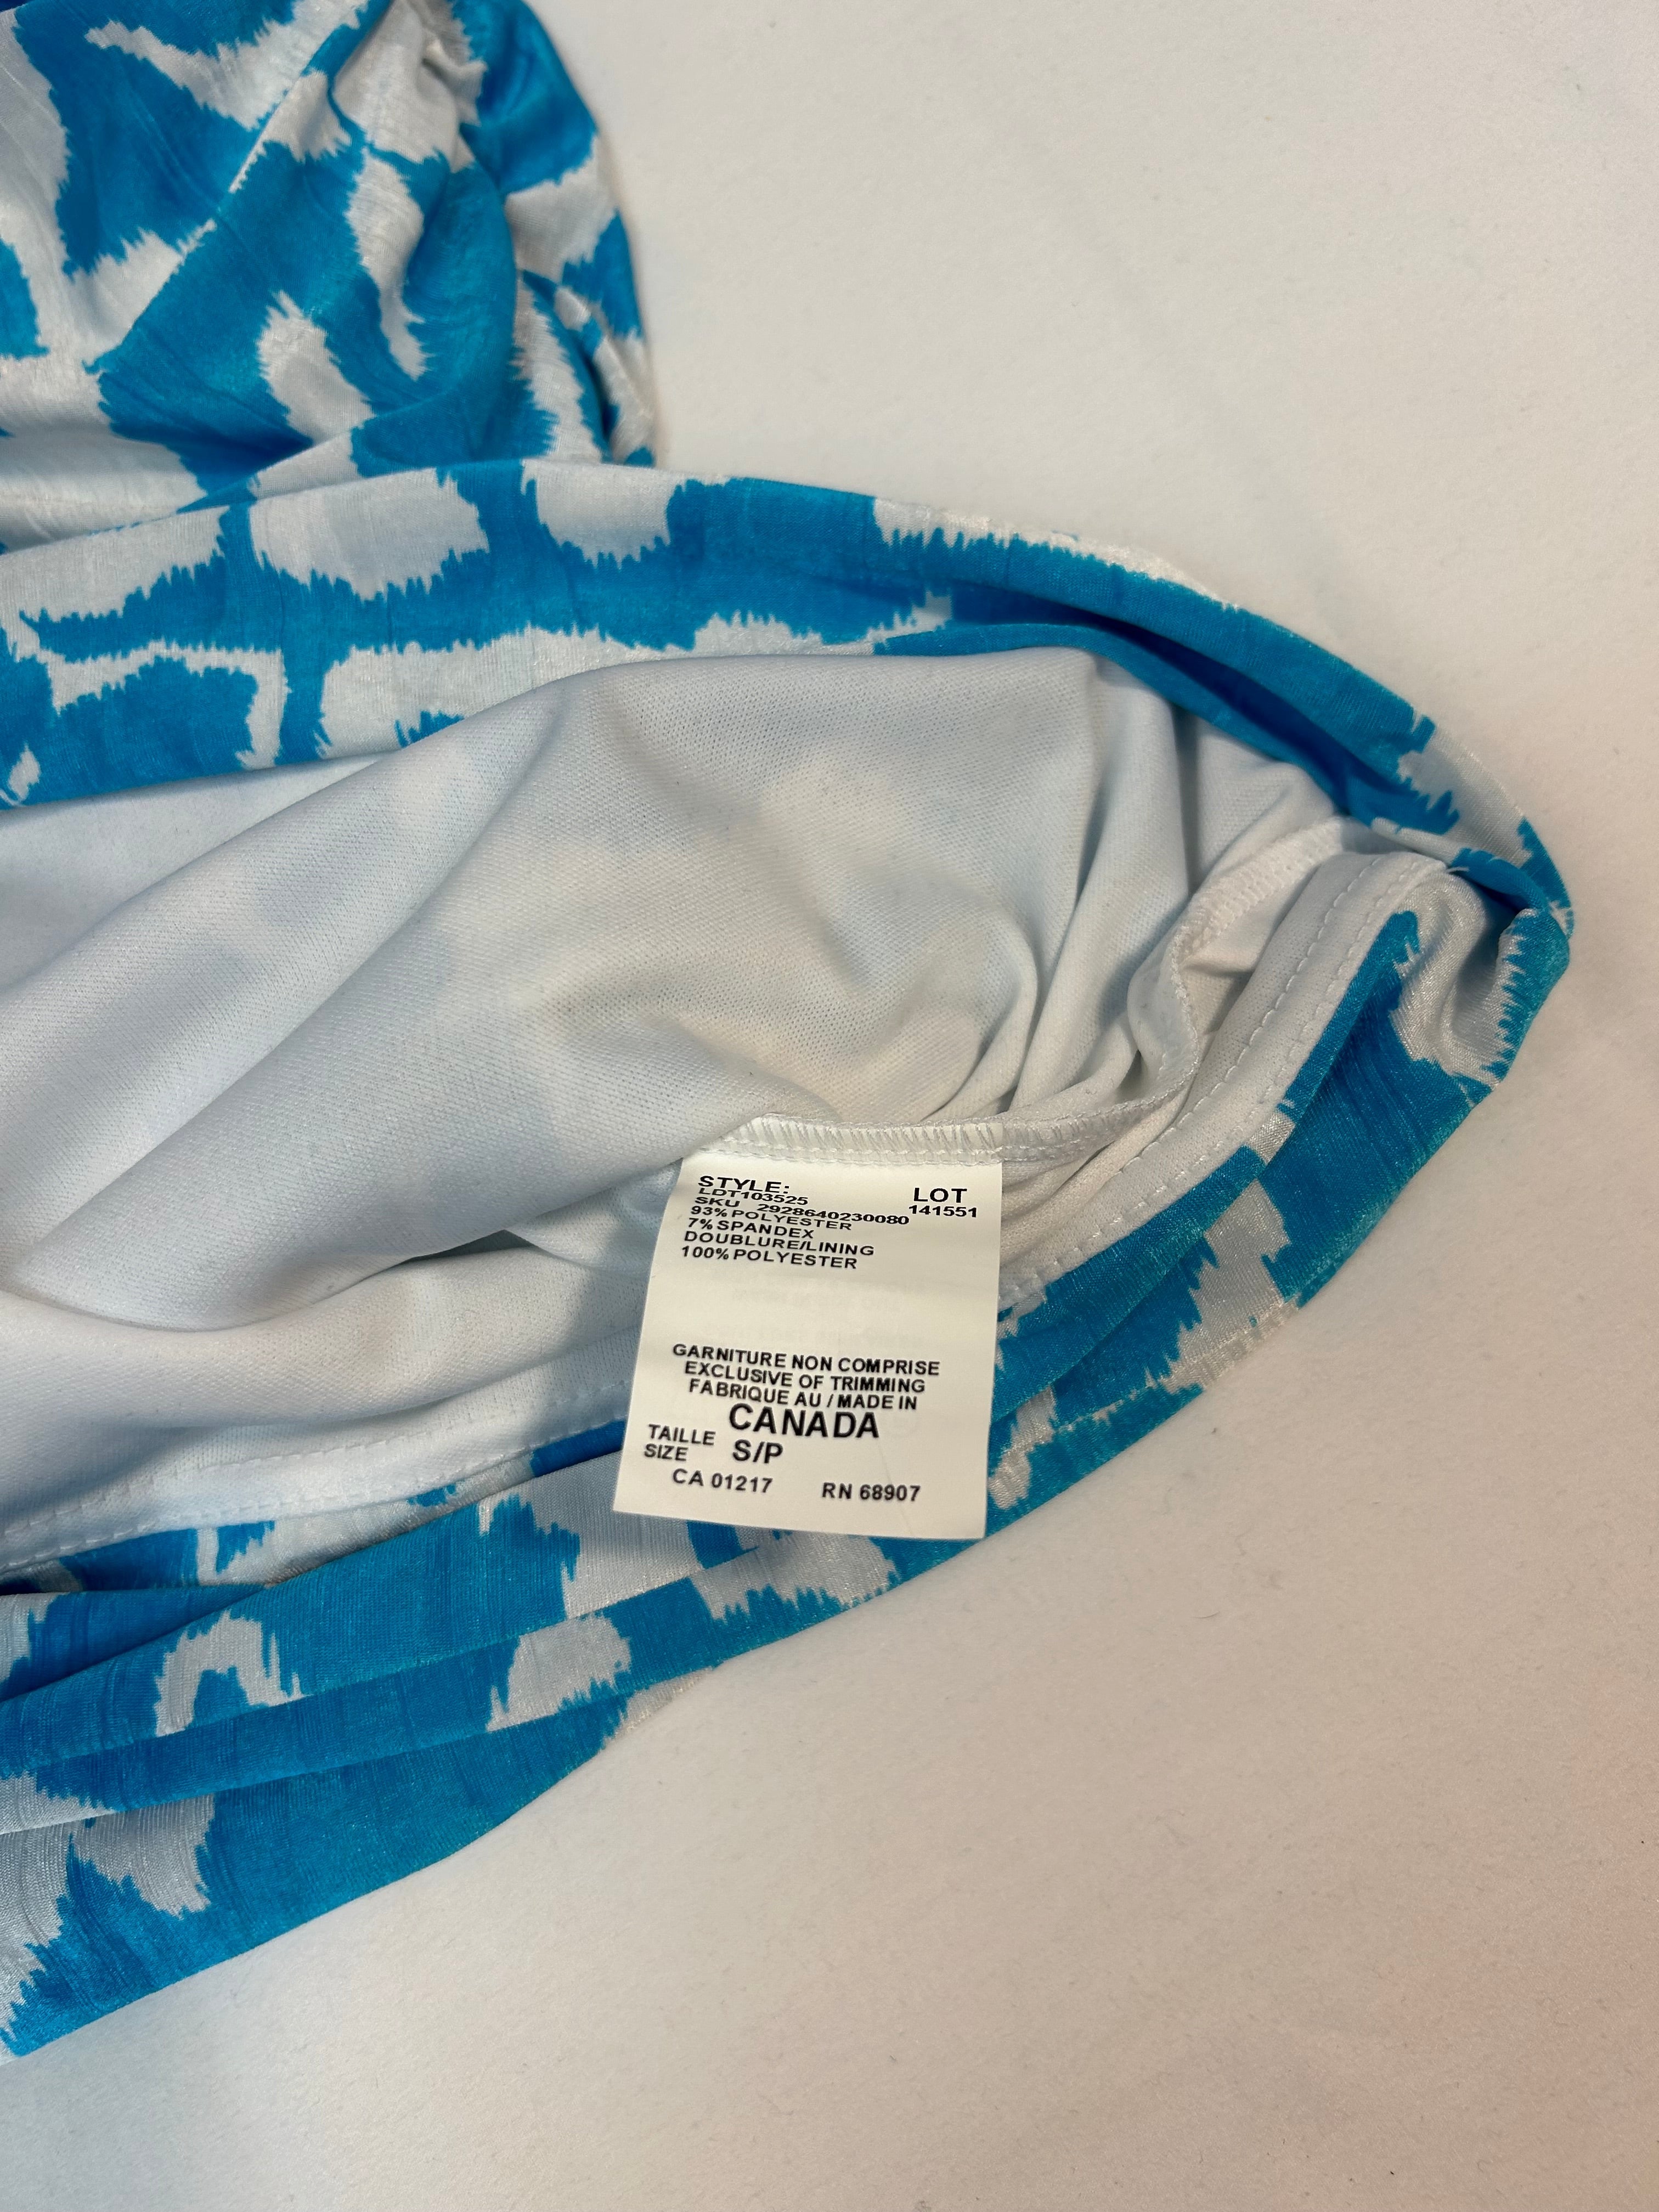 STYLE: LOT
LDT103525 141551
SKU 2928640230080
93% POLYESTER
7% SPANDEX
DOUBLURE/LINING
100% POLYESTER
GARNITURE NON COMPRISE
EXCLUSIVE OF TRIMMING
FABRIQUE AU / MADE IN
CANADA
TAILLE S/P
SIZE
CA 01217 RN 68907